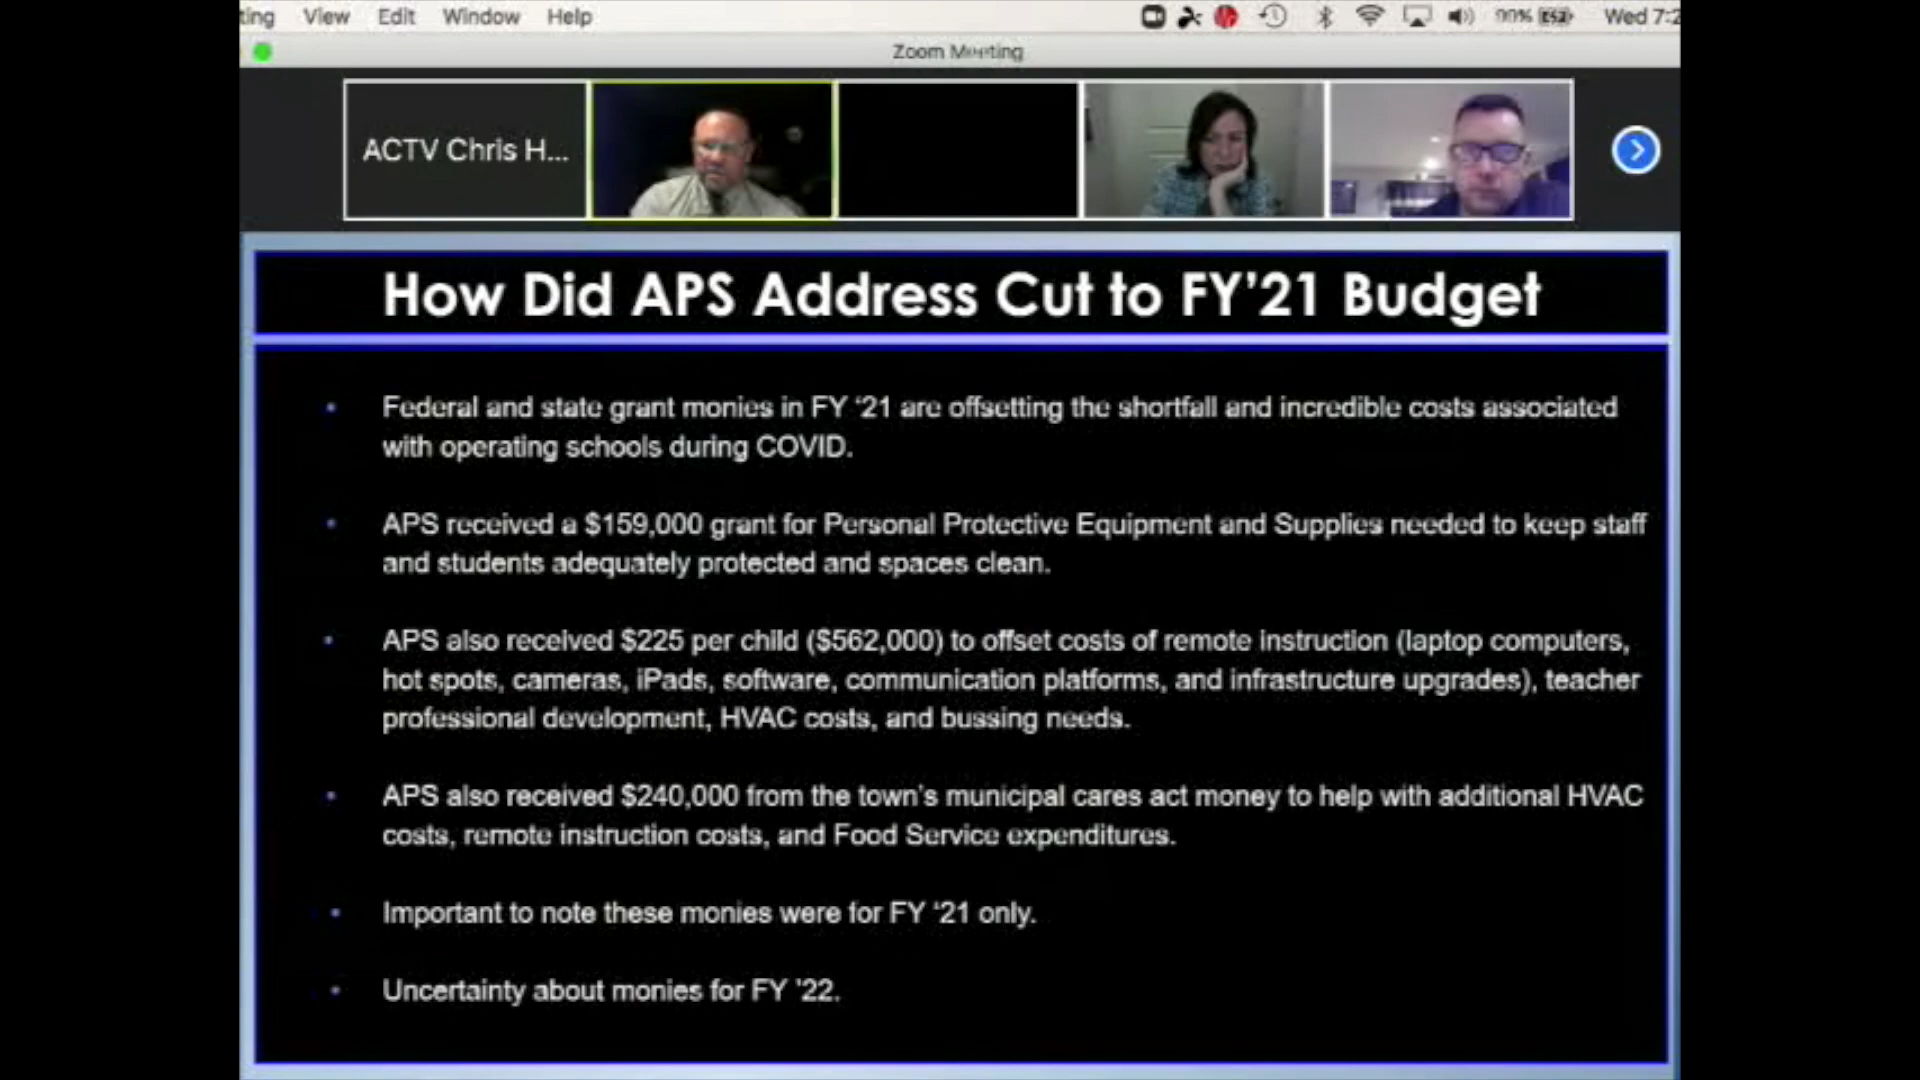 ting View Edit Window Help 99% Wed 7:2
Zoom Meeting
ACTV Chris H...
How Did APS Address Cut to FY’21 Budget
• Federal and state grant monies in FY ‘21 are offsetting the shortfall and incredible costs associated
with operating schools during COVID.
• APS received a $159,000 grant for Personal Protective Equipment and Supplies needed to keep staff
and students adequately protected and spaces clean.
• APS also received $225 per child ($562,000) to offset costs of remote instruction (laptop computers,
hot spots, cameras, iPads, software, communication platforms, and infrastructure upgrades), teacher
professional development, HVAC costs, and bussing needs.
• APS also received $240,000 from the town’s municipal cares act money to help with additional HVAC
costs, remote instruction costs, and Food Service expenditures.
• Important to note these monies were for FY ‘21 only.
• Uncertainty about monies for FY ’22.